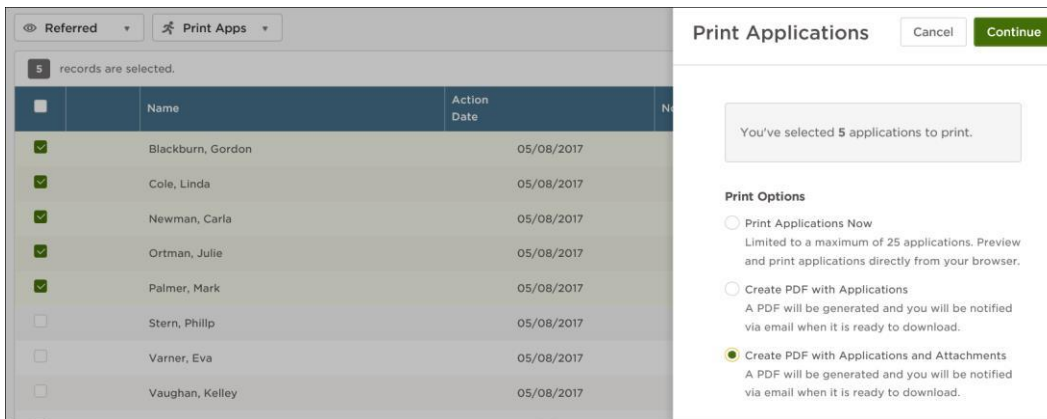 Referred
Print Apps
5 records are selected.
Name Action Date
Blackburn, Gordon 05/08/2017
Cole, Linda 05/08/2017
Newman, Carla 05/08/2017
Ortman, Julie 05/08/2017
Palmer, Mark 05/08/2017
Stern, Phillp 05/08/2017
Varner, Eva 05/08/2017
Vaughan, Kelley 05/08/2017
Print Applications
Cancel
Continue
You've selected 5 applications to print.
Print Options
Print Applications Now
Limited to a maximum of 25 applications. Preview
and print applications directly from your browser.
Create PDF with Applications
A PDF will be generated and you will be notified
via email when it is ready to download.
Create PDF with Applications and Attachments
A PDF will be generated and you will be notified
via email when it is ready to download.